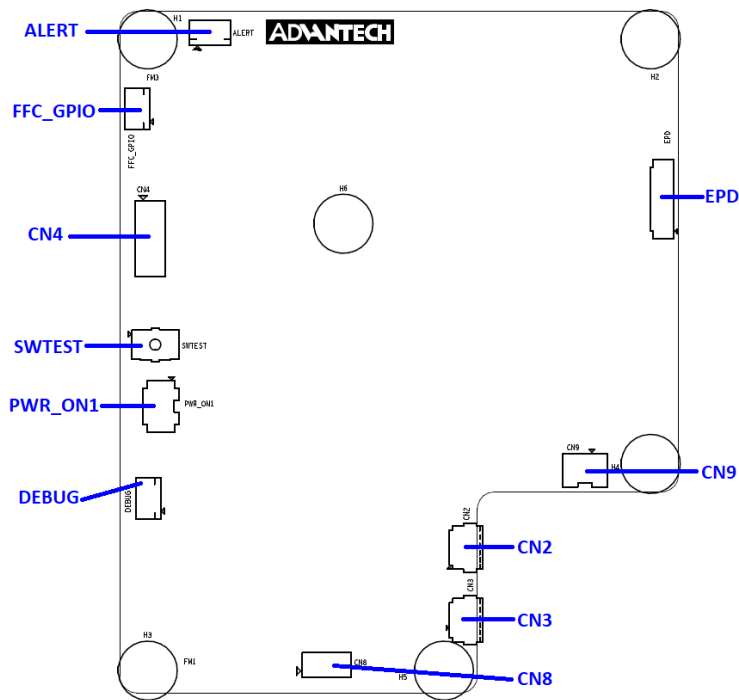 H1
ALERT
ALERT
ADVANTECH
FM3
H2
FFC_GPIO
FFC_GPIO
EPD
EPD
CN4
CN4
H6
SWTEST
SWTEST
PWR_ON1
PWR_ON1
CN9
H4
CN9
DEBUG
DEBUG
CN2
CN2
CN3
CN3
H3
FM1
CN8
H5
CN8